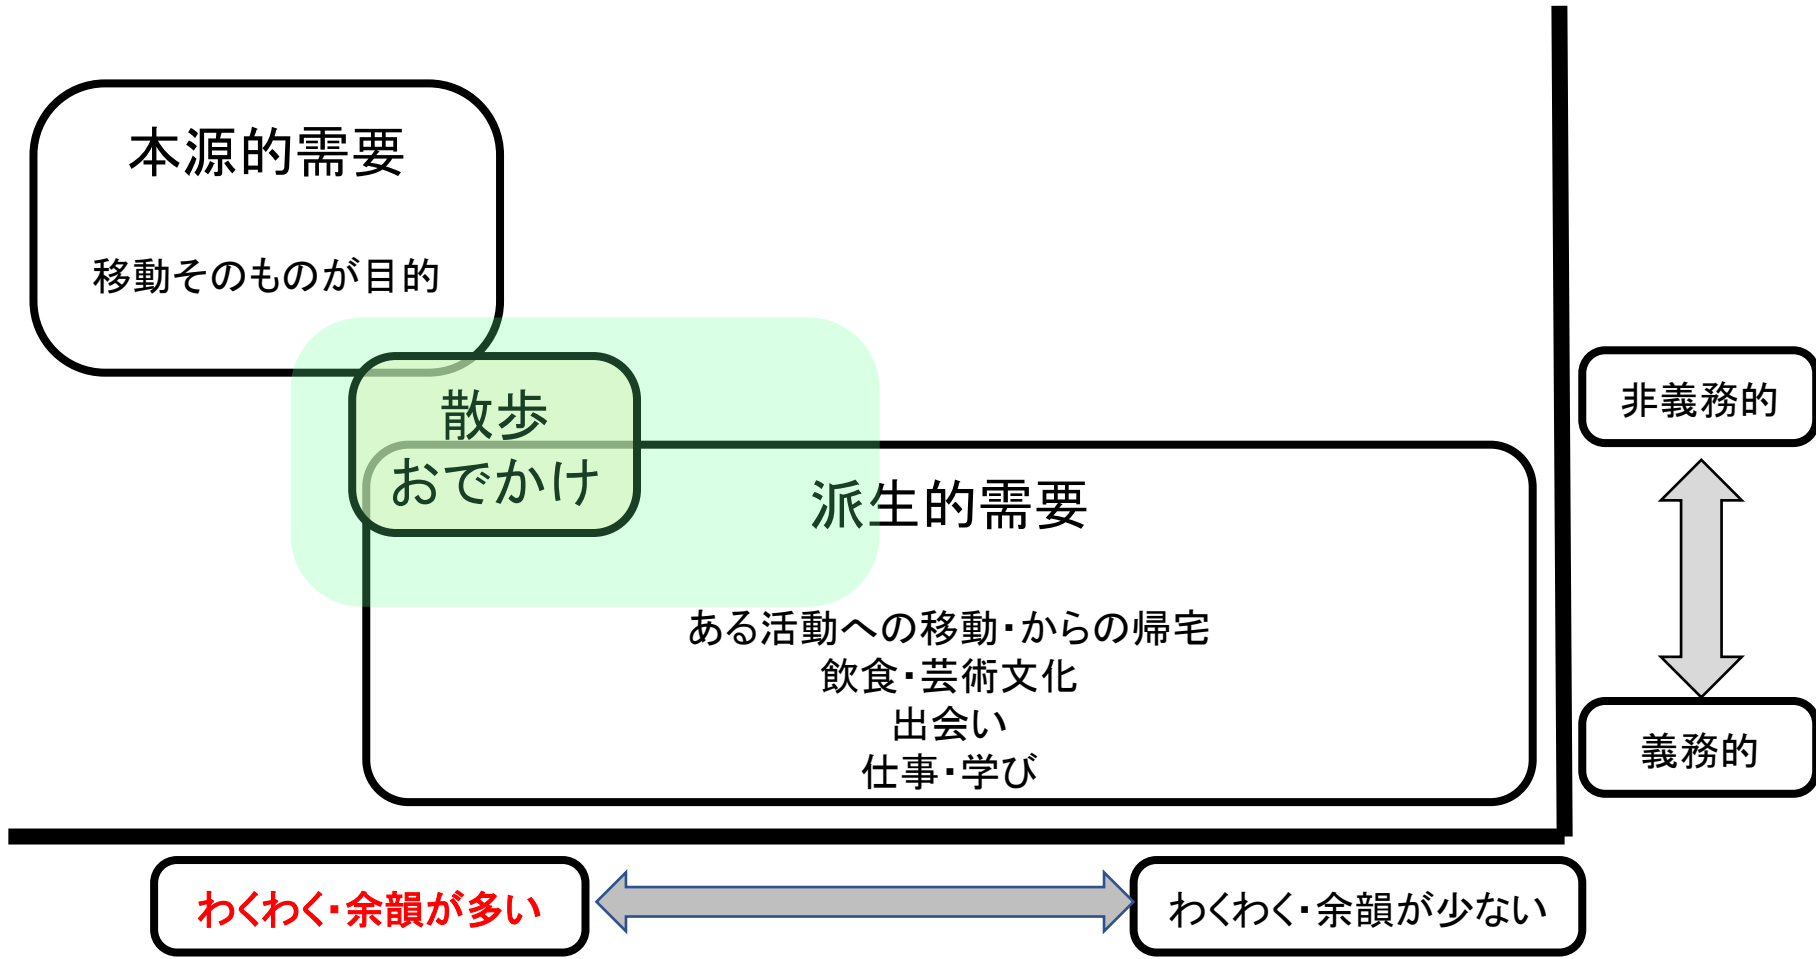 本源的需要
移動そのものが目的
散歩
おでかけ
派生的需要
ある活動への移動・からの帰宅
飲食・芸術文化
出会い
仕事・学び
非義務的
義務的
わくわく・余韻が多い
わくわく・余韻が少ない